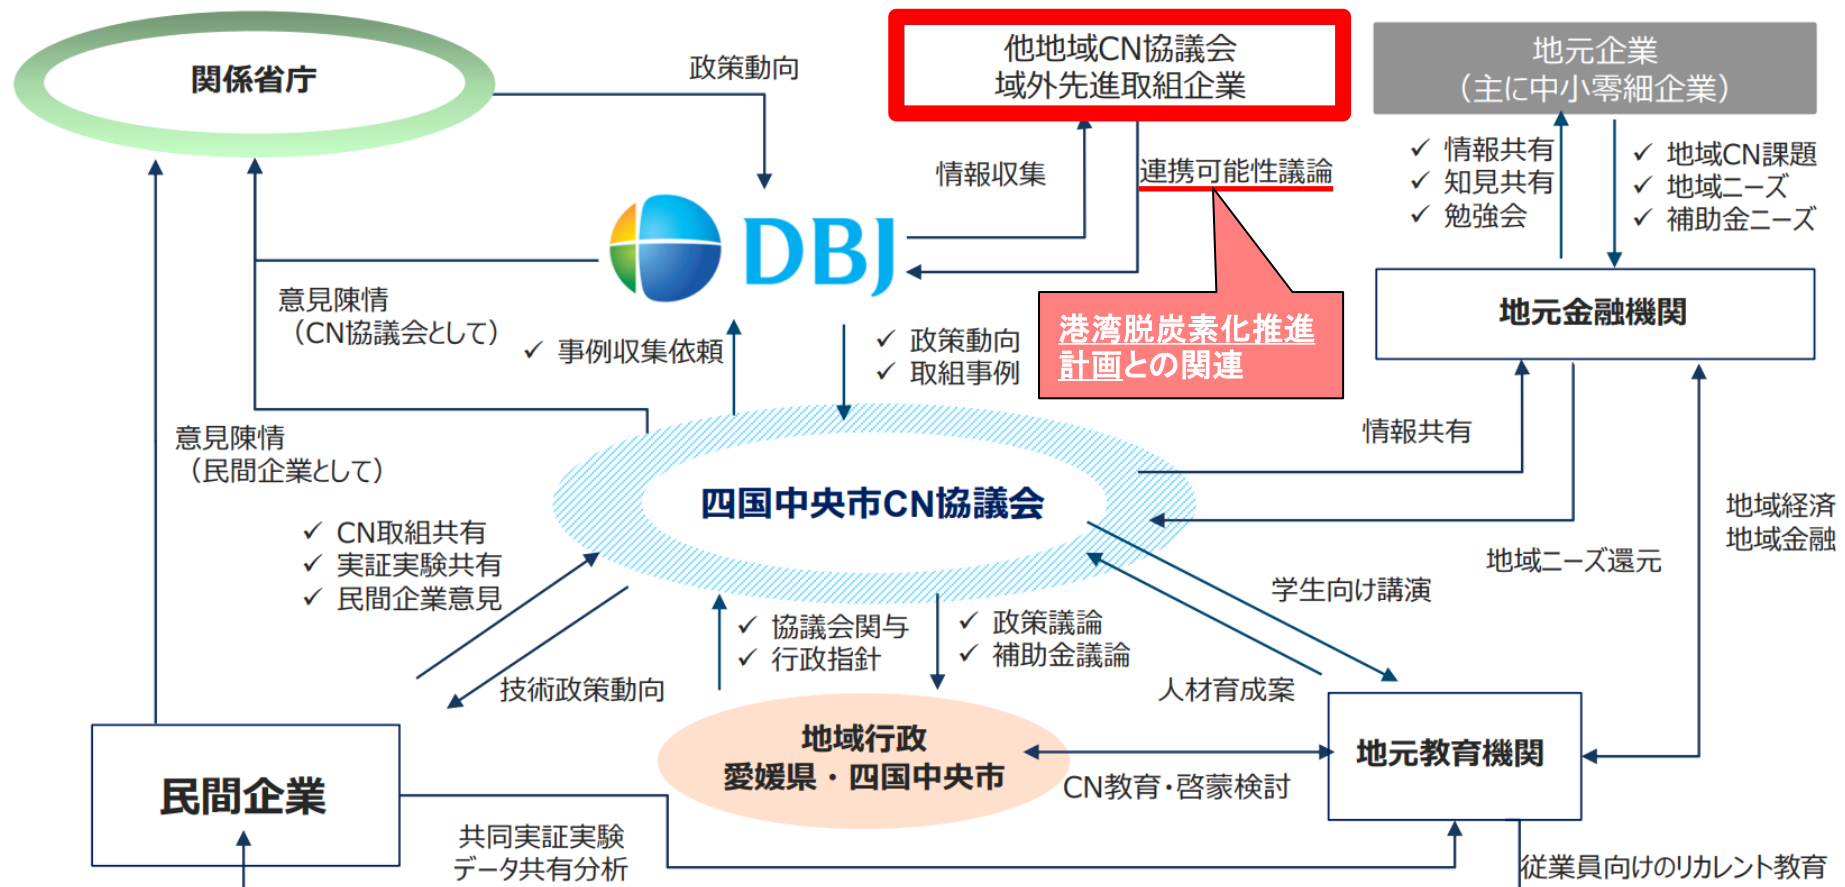 関係省庁
政策動向
他地域CN協議会
域外先進取組企業
地元企業
（主に中小零細企業）
情報収集
連携可能性議論
✓ 情報共有
✓ 知見共有
✓ 勉強会
✓ 地域CN課題
✓ 地域ニーズ
✓ 補助金ニーズ
DBJ
意見陳情
（CN協議会として）
✓ 事例収集依頼
✓ 政策動向
✓ 取組事例
港湾脱炭素化推進
計画との関連
地元金融機関
意見陳情
（民間企業として）
情報共有
四国中央市CN協議会
✓ CN取組共有
✓ 実証実験共有
✓ 民間企業意見
地域経済
地域金融
地域ニーズ還元
学生向け講演
✓ 協議会関与
✓ 行政指針
✓ 政策議論
✓ 補助金議論
技術政策動向
人材育成案
民間企業
地域行政
愛媛県・四国中央市
地元教育機関
CN教育・啓蒙検討
共同実証実験
データ共有分析
従業員向けのリカレント教育